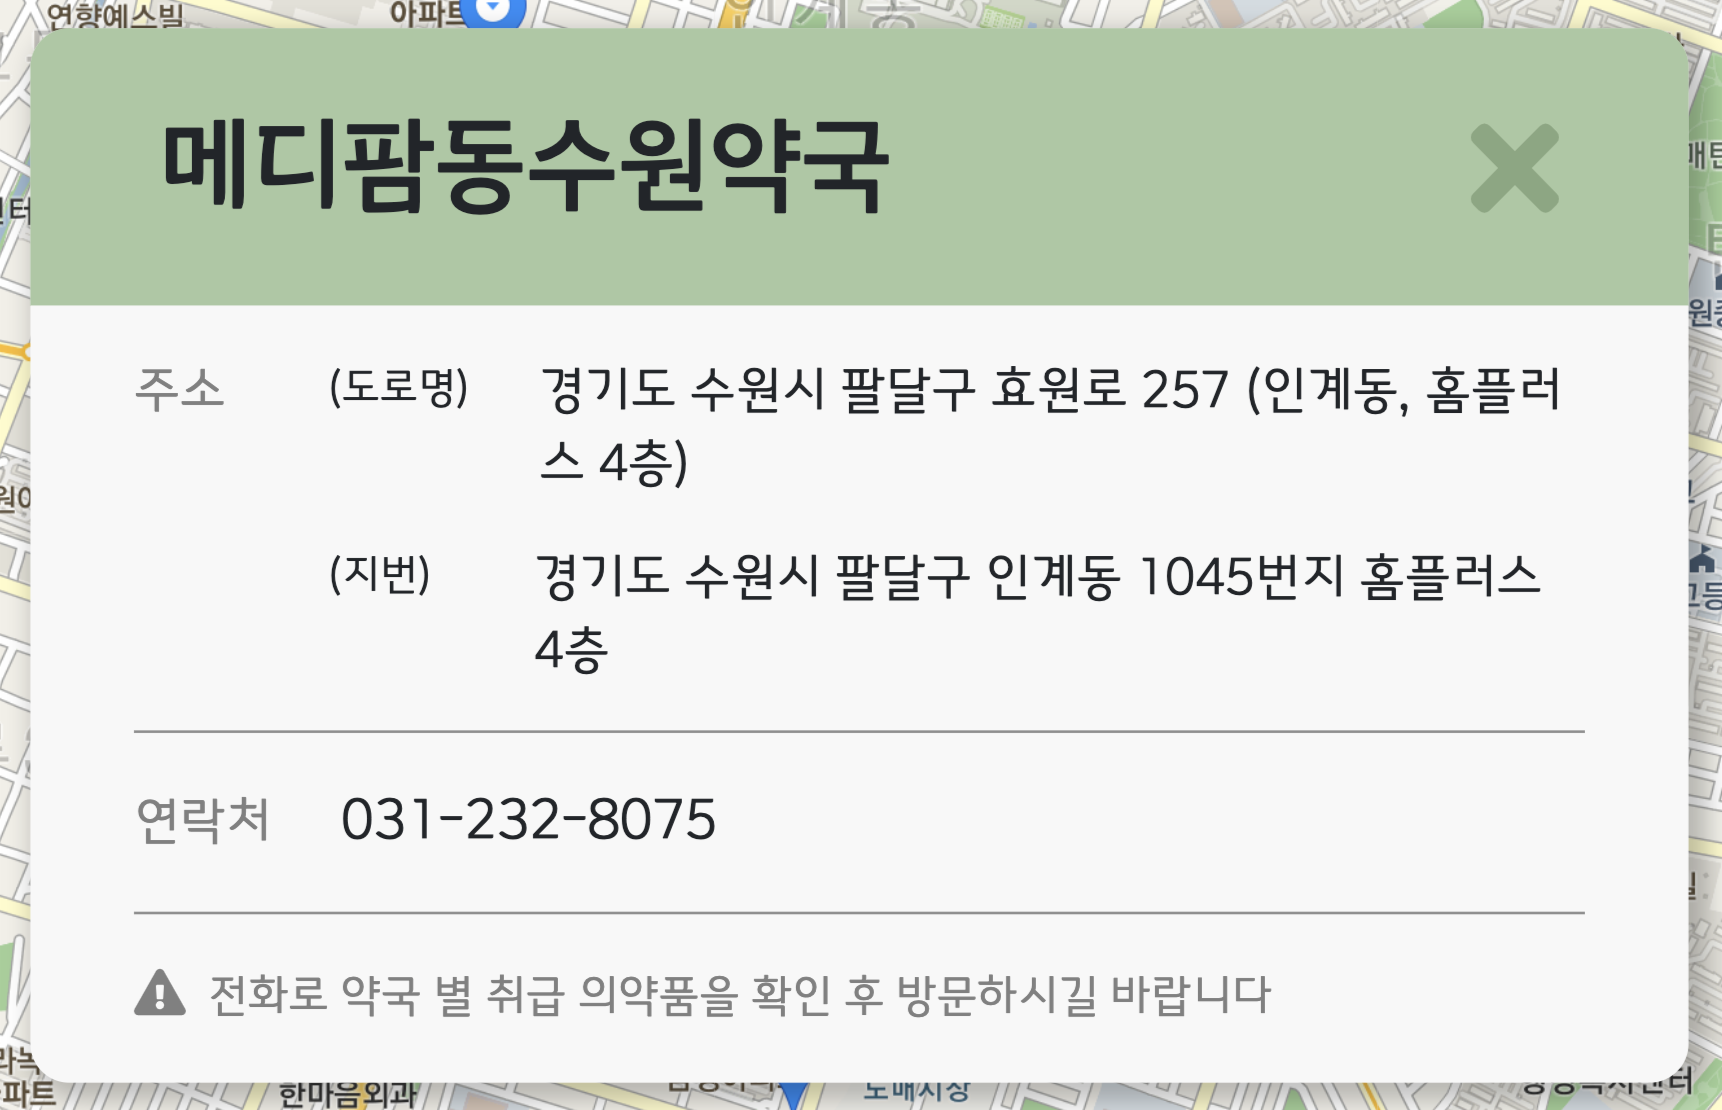 연향예스빌
아파트
메디팜동수원약국
주소 (도로명) 경기도 수원시 팔달구 효원로 257 (인계동, 홈플러
스 4층)
(지번) 경기도 수원시 팔달구 인계동 1045번지 홈플러스
4층
연락처 031-232-8075
전화로 약국 별 취급 의약품을 확인 후 방문하시길 바랍니다
파트
한마음외과
도매시장